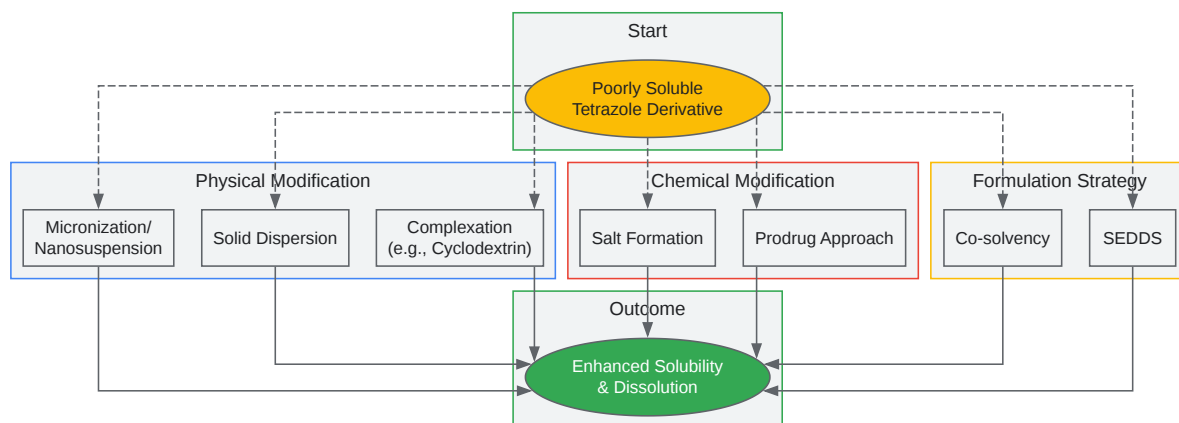 Start
Poorly Soluble
Tetrazole Derivative
Physical Modification
Chemical Modification
Formulation Strategy
Micronization/
Nanosuspension
Solid Dispersion
Complexation
(e.g., Cyclodextrin)
Salt Formation
Prodrug Approach
Co-solvency
SEDDS
Outcome
Enhanced Solubility
& Dissolution